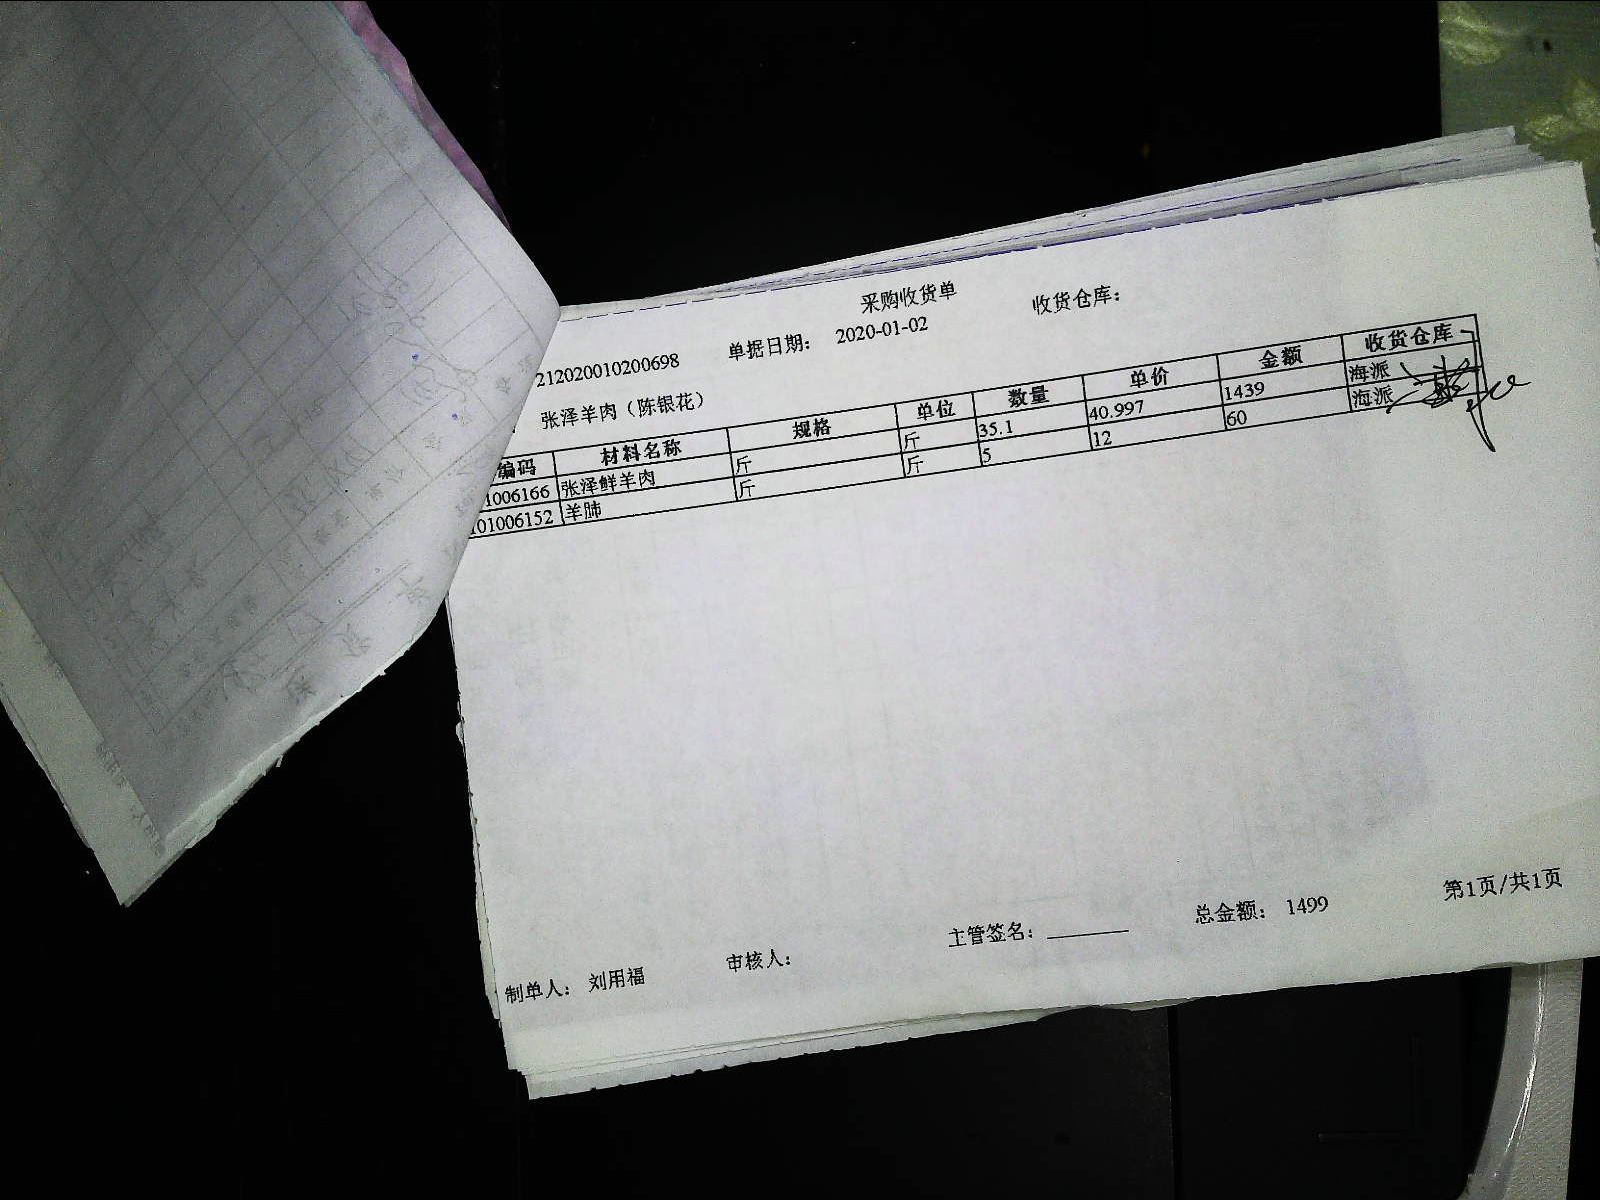 采购收货单
212020010200698 单据日期： 2020-01-02 收货仓库：
张泽羊肉（陈银花）
编码 材料名称 规格 单位 数量 单价 金额 收货仓库
1006166 张泽鲜羊肉 斤 斤 35.1 40.997 1439 海派
01006152 羊肺 斤 斤 5 12 60 海派
制单人： 刘用福 审核人： 主管签名： 总金额： 1499 第1页/共1页